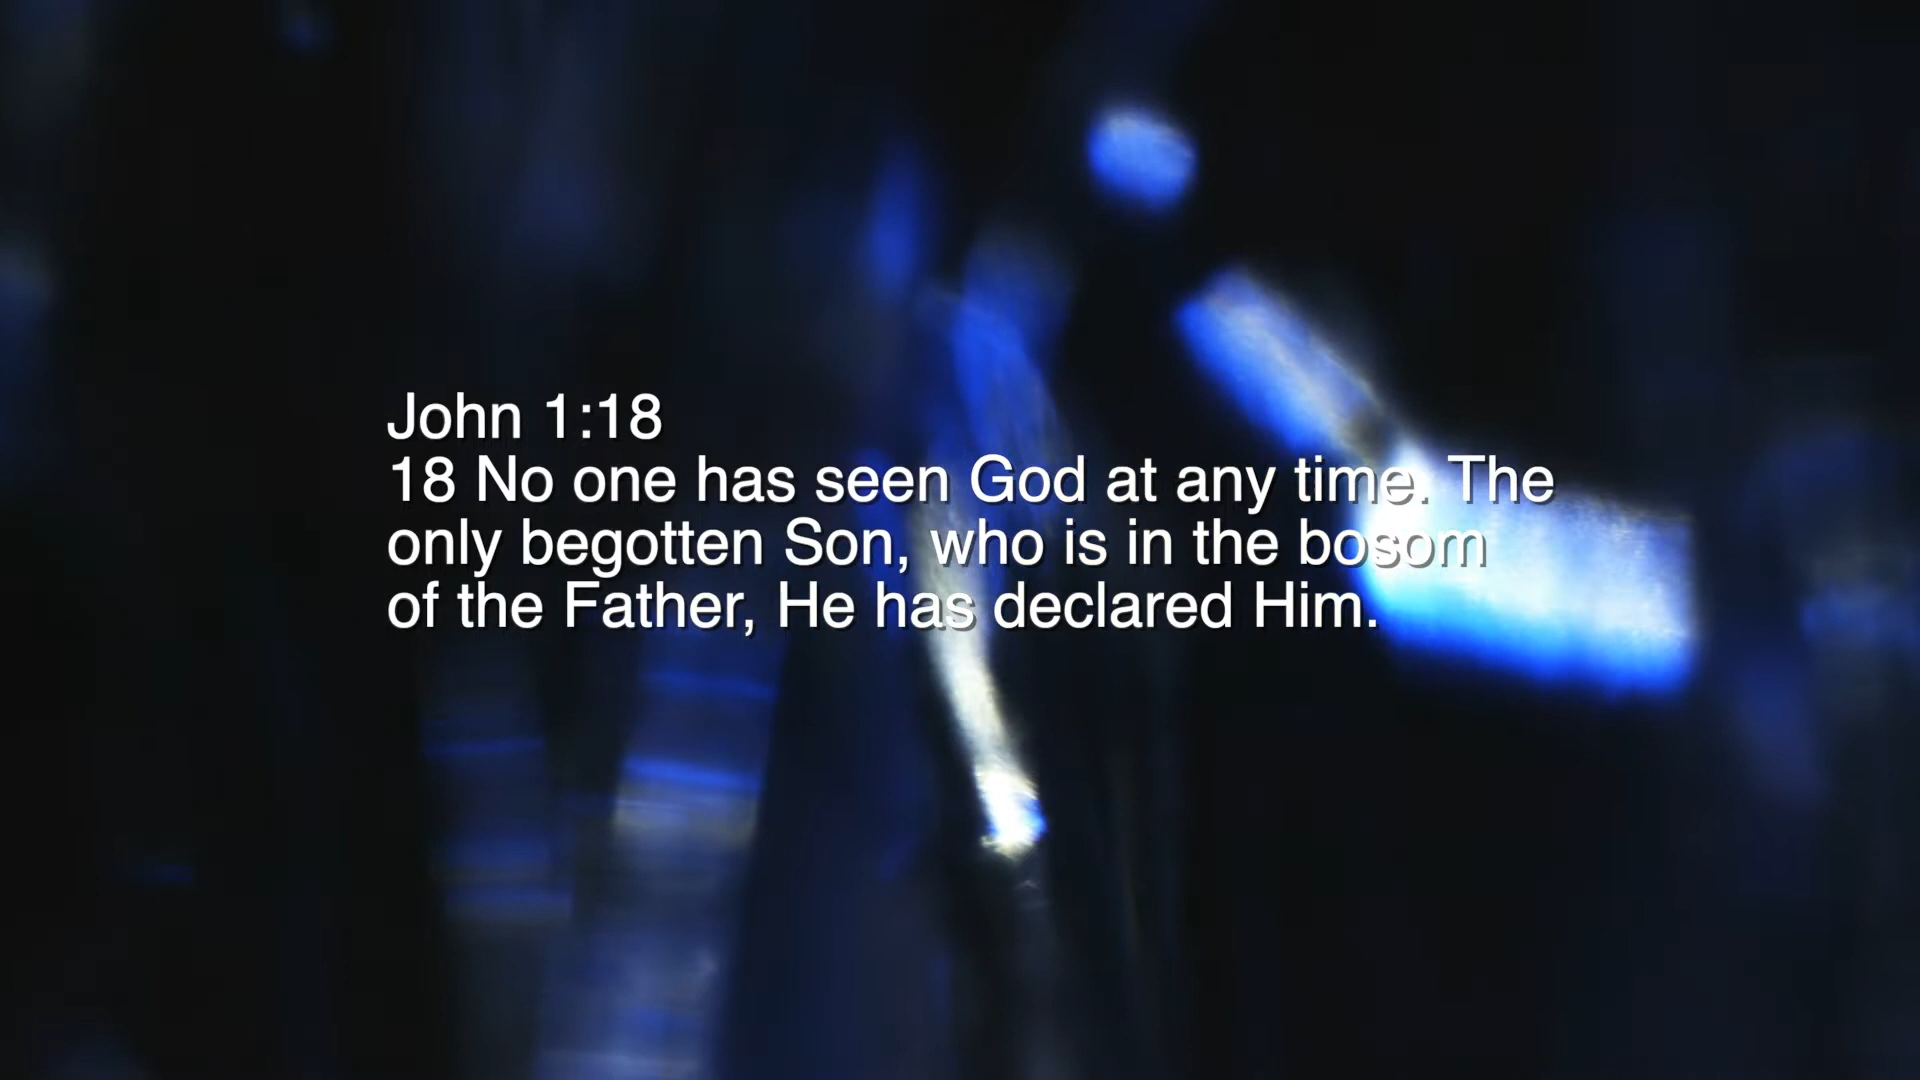 John 1:18
18 No one has seen God at any time. The
only begotten Son, who is in the bosom
of the Father, He has declared Him.